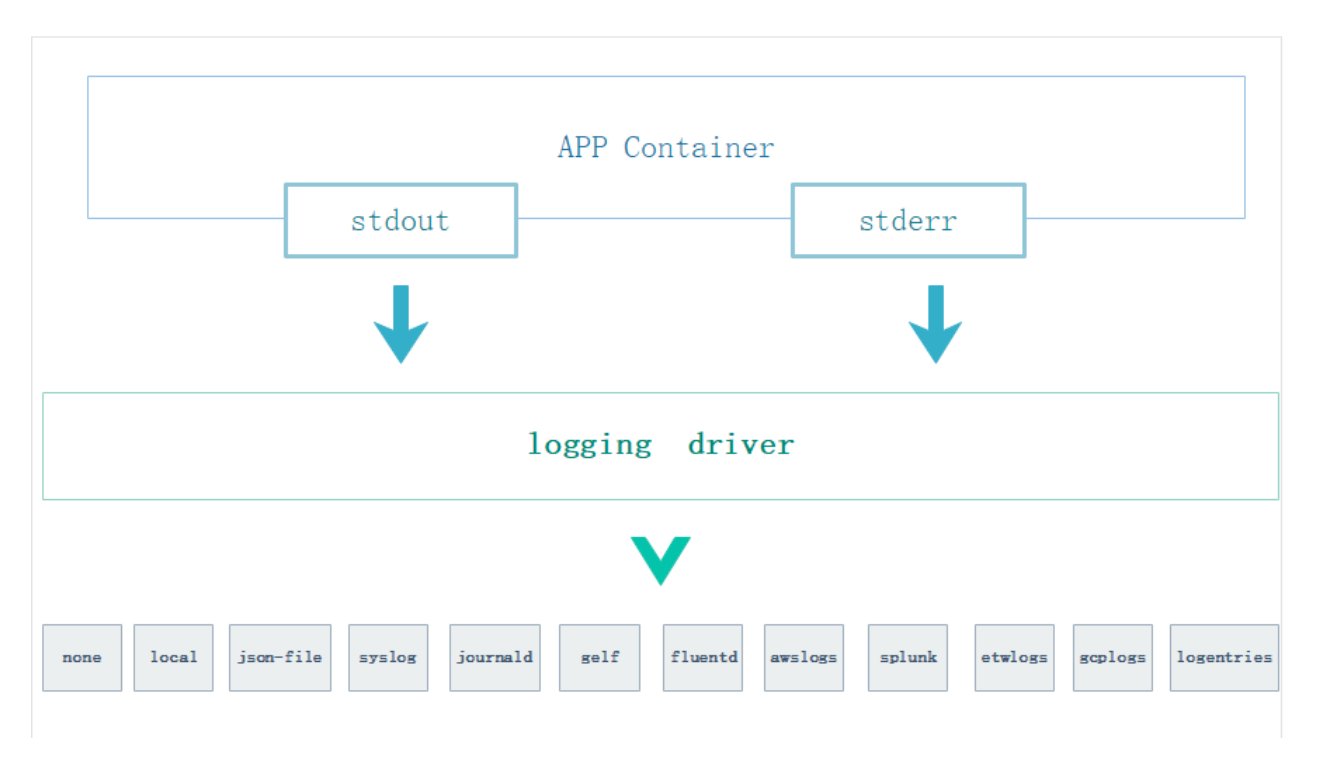 APP Container
stdout stderr
logging driver
none local json-file syslog journald gelf fluentd awslogs splunk etwlogs gcplogs logentries